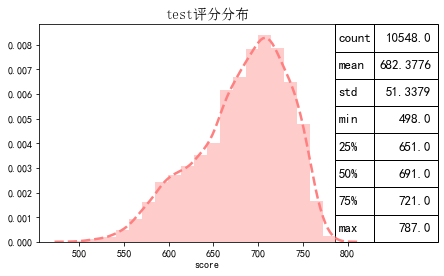 test评分分布
0.008
0.007
0.006
0.005
0.004
0.003
0.002
0.001
0.000
500 550 600 650 700 750 800
score
count 10548.0
mean 682.3776
std 51.3379
min 498.0
25% 651.0
50% 691.0
75% 721.0
max 787.0